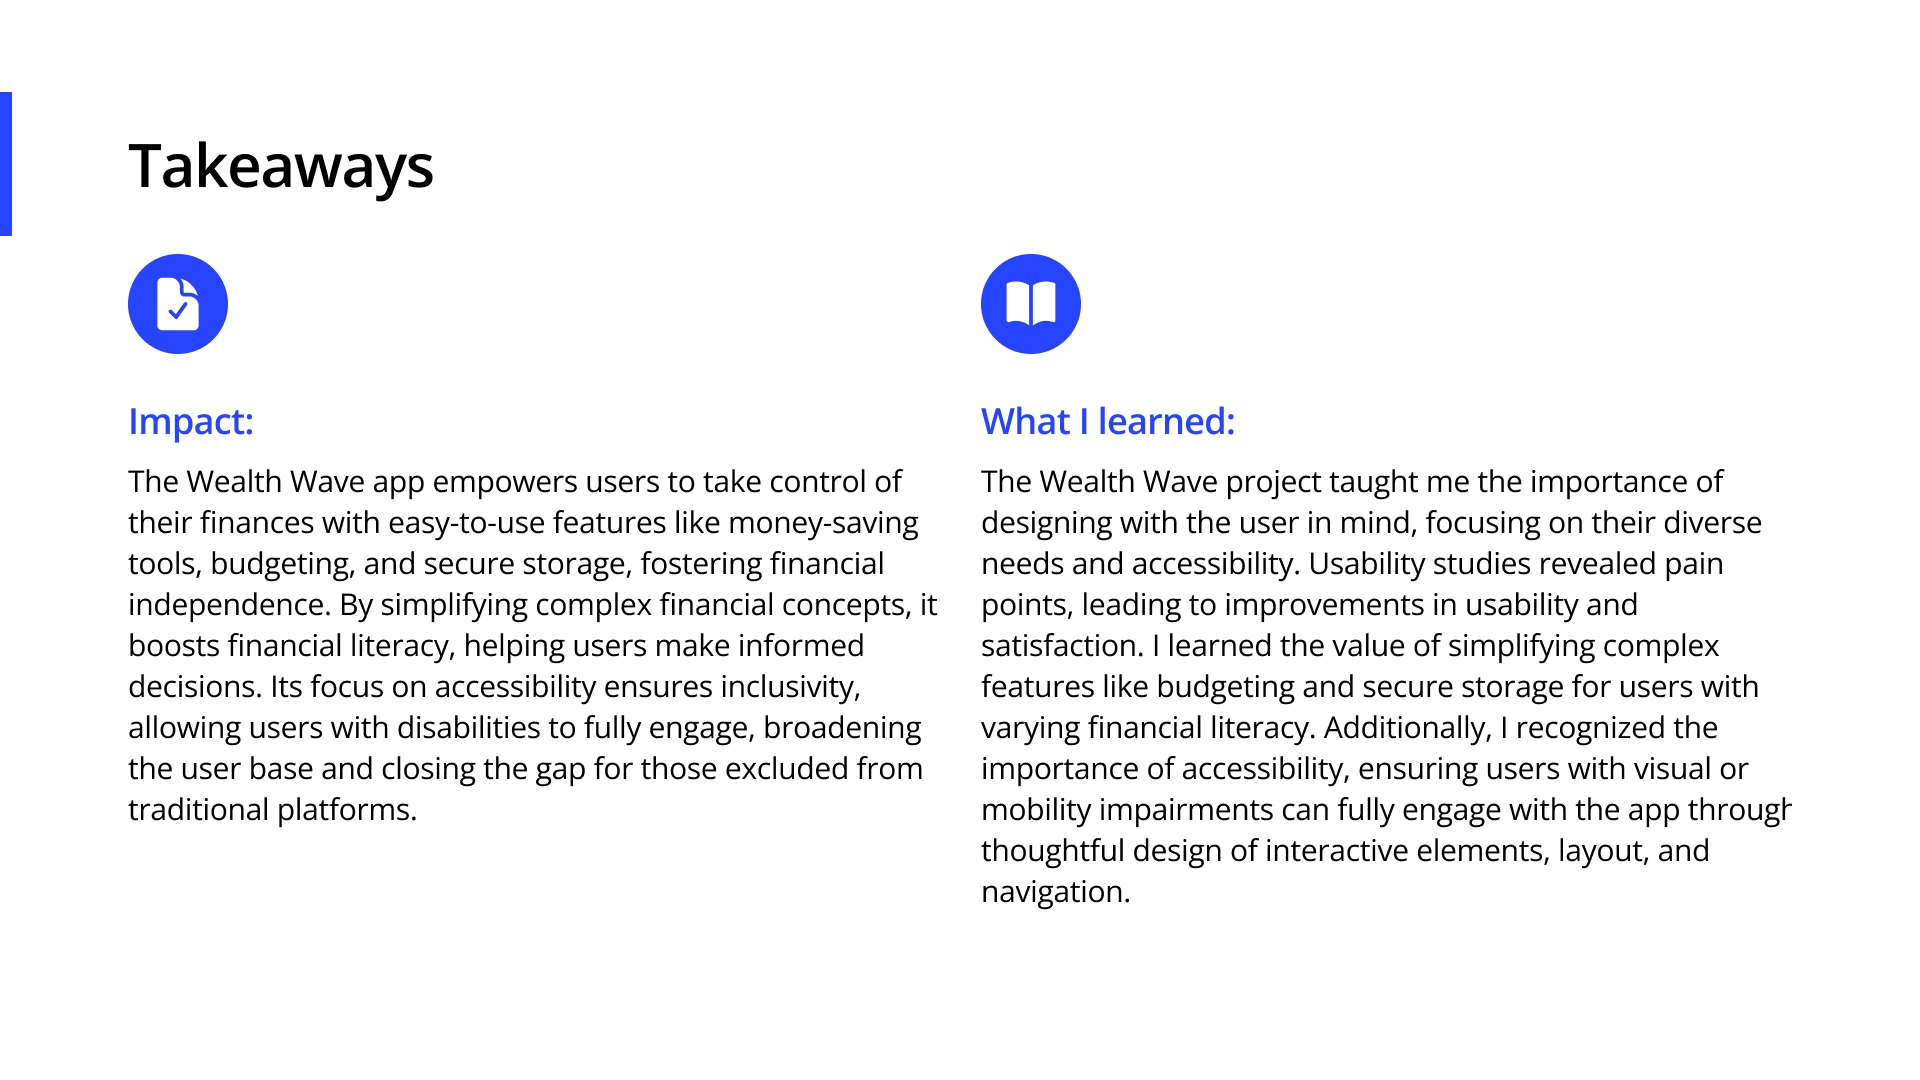 Takeaways
Impact:
The Wealth Wave app empowers users to take control of
their finances with easy-to-use features like money-saving
tools, budgeting, and secure storage, fostering financial
independence. By simplifying complex financial concepts, it
boosts financial literacy, helping users make informed
decisions. Its focus on accessibility ensures inclusivity,
allowing users with disabilities to fully engage, broadening
the user base and closing the gap for those excluded from
traditional platforms.
What I learned:
The Wealth Wave project taught me the importance of
designing with the user in mind, focusing on their diverse
needs and accessibility. Usability studies revealed pain
points, leading to improvements in usability and
satisfaction. I learned the value of simplifying complex
features like budgeting and secure storage for users with
varying financial literacy. Additionally, I recognized the
importance of accessibility, ensuring users with visual or
mobility impairments can fully engage with the app through
thoughtful design of interactive elements, layout, and
navigation.